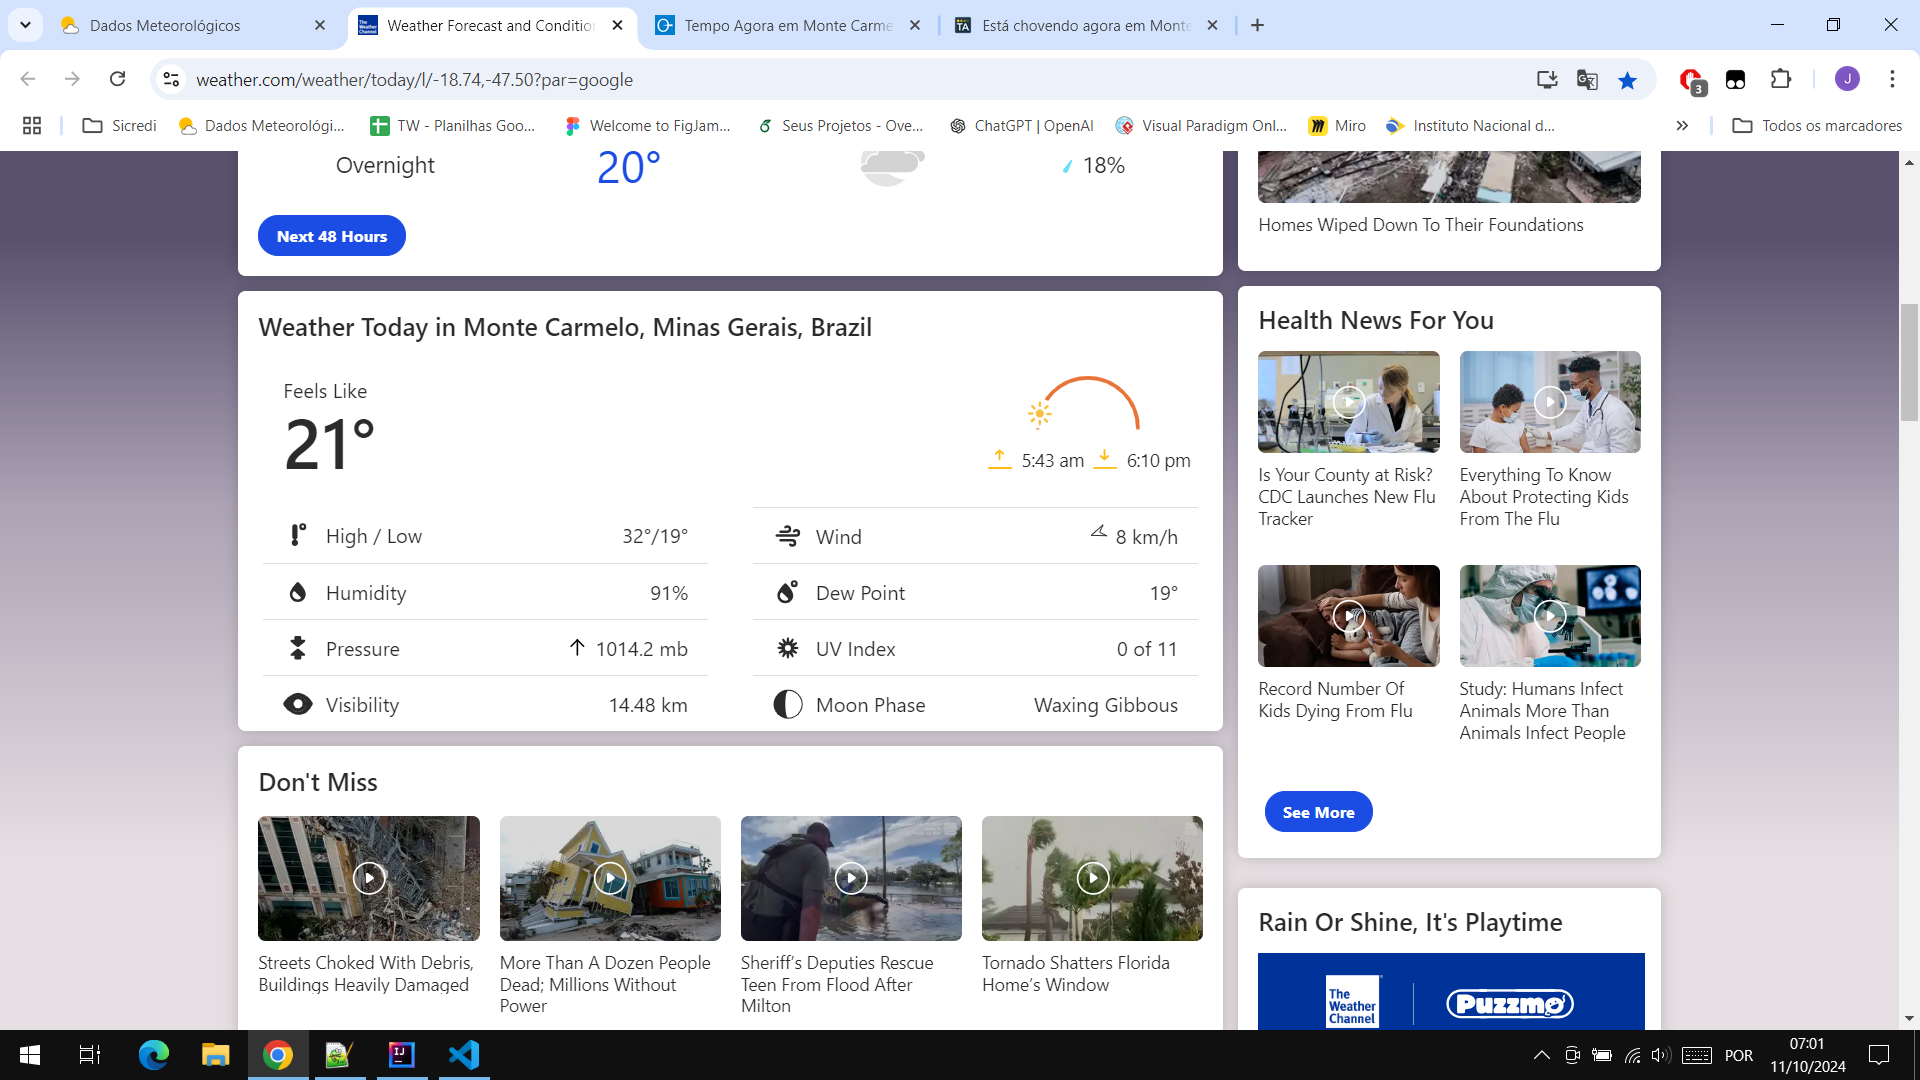 Dados Meteorológicos
Weather Forecast and Condition
Tempo Agora em Monte Carme
Está chovendo agora em Monte
weather.com/weather/today/l/-18.74,-47.50?par=google
3
J
Sicredi
Dados Meteorológi...
TW - Planilhas Goo...
Welcome to FigJam...
Seus Projetos - Ove...
ChatGPT | OpenAI
Visual Paradigm Onl...
Miro
Instituto Nacional d...
Todos os marcadores
Overnight
20°
18%
Next 48 Hours
Homes Wiped Down To Their Foundations
Weather Today in Monte Carmelo, Minas Gerais, Brazil
Feels Like
21°
5:43 am
6:10 pm
High / Low
32°/19°
Wind
8 km/h
Humidity
91%
Dew Point
19°
Pressure
1014.2 mb
UV Index
0 of 11
Visibility
14.48 km
Moon Phase
Waxing Gibbous
Health News For You
Is Your County at Risk?
CDC Launches New Flu
Tracker
Everything To Know
About Protecting Kids
From The Flu
Record Number Of
Kids Dying From Flu
Study: Humans Infect
Animals More Than
Animals Infect People
See More
Don't Miss
Streets Choked With Debris,
Buildings Heavily Damaged
More Than A Dozen People
Dead; Millions Without
Power
Sheriff’s Deputies Rescue
Teen From Flood After
Milton
Tornado Shatters Florida
Home’s Window
Rain Or Shine, It's Playtime
The
Weather
Channel
Puzzmo
POR
07:01
11/10/2024